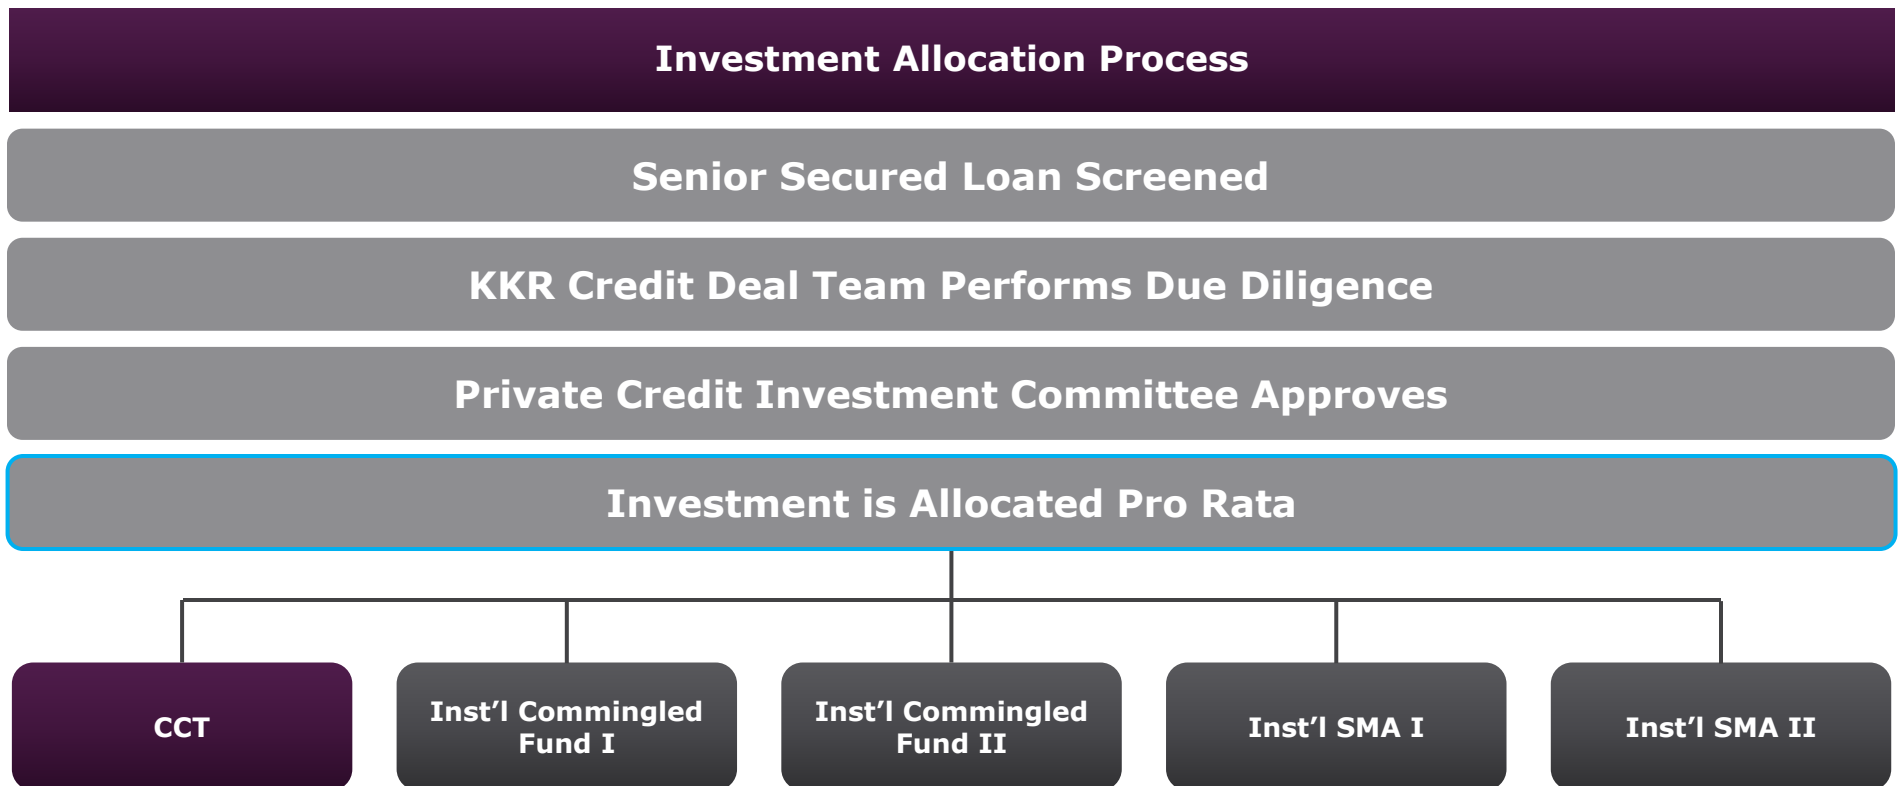 Investment Allocation Process
Senior Secured Loan Screened
KKR Credit Deal Team Performs Due Diligence
Private Credit Investment Committee Approves
Investment is Allocated Pro Rata
CCT
Inst’l Commingled
Fund I
Inst’l Commingled
Fund II
Inst’l SMA I
Inst’l SMA II